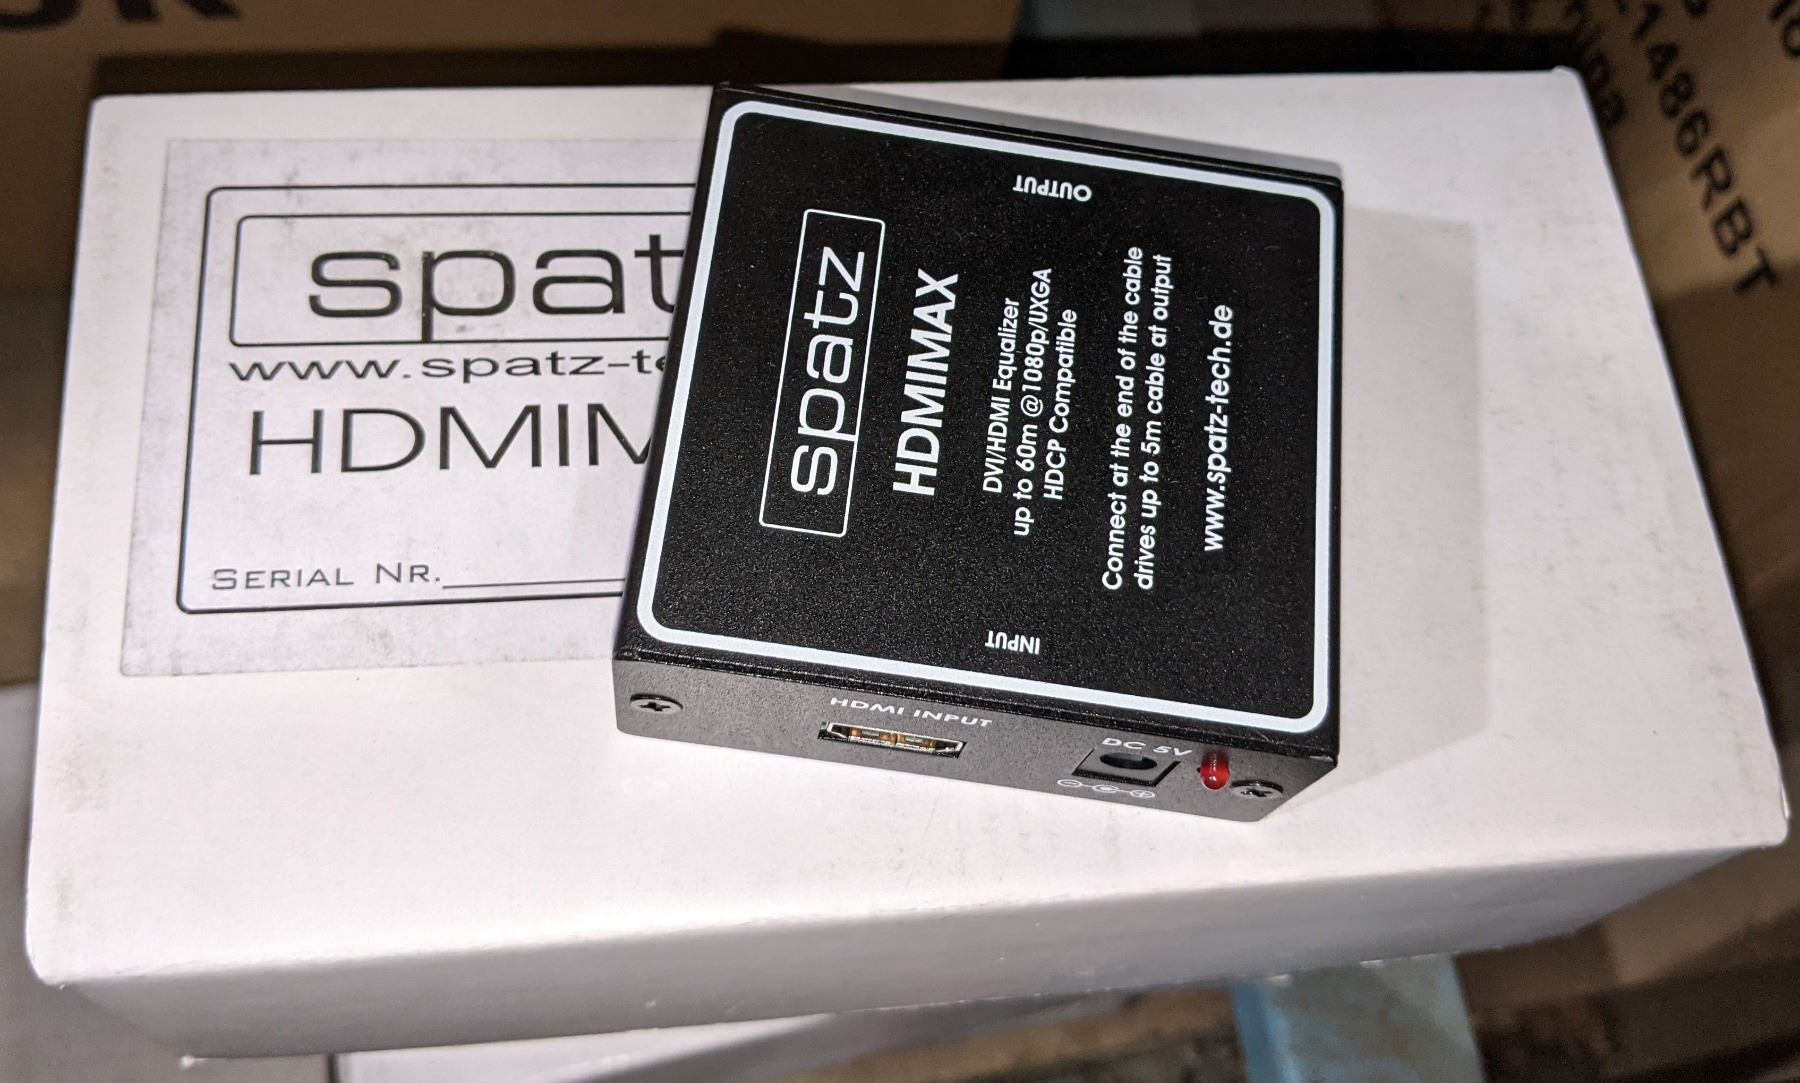 spat
www.spatz-te
HDMIM
SERIAL NR.
OUTPUT
spatz
HDMIMAX
DVI/HDMI Equalizer
up to 60m @1080p/UXGA
HDCP Compatible
Connect at the end of the cable
drives up to 5m cable at output
www.spatz-tech.de
INPUT
HDMI INPUT
DC 5V
1486RBT